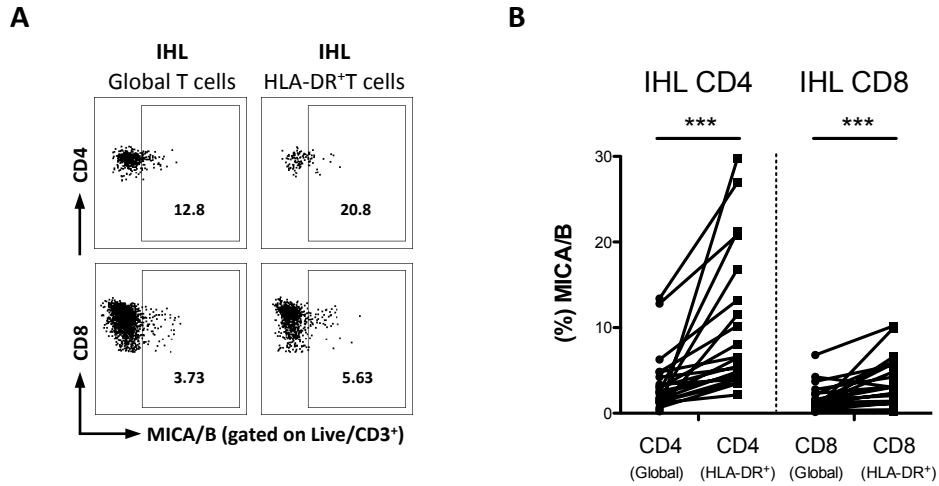 A
IHL
Global T cells
IHL
HLA-DR⁺T cells
CD4
12.8
20.8
CD8
3.73
5.63
MICA/B (gated on Live/CD3⁺)
B
IHL CD4
IHL CD8
***
***
(%) MICA/B
30
20
10
0
CD4
(Global)
CD4
(HLA-DR⁺)
CD8
(Global)
CD8
(HLA-DR⁺)